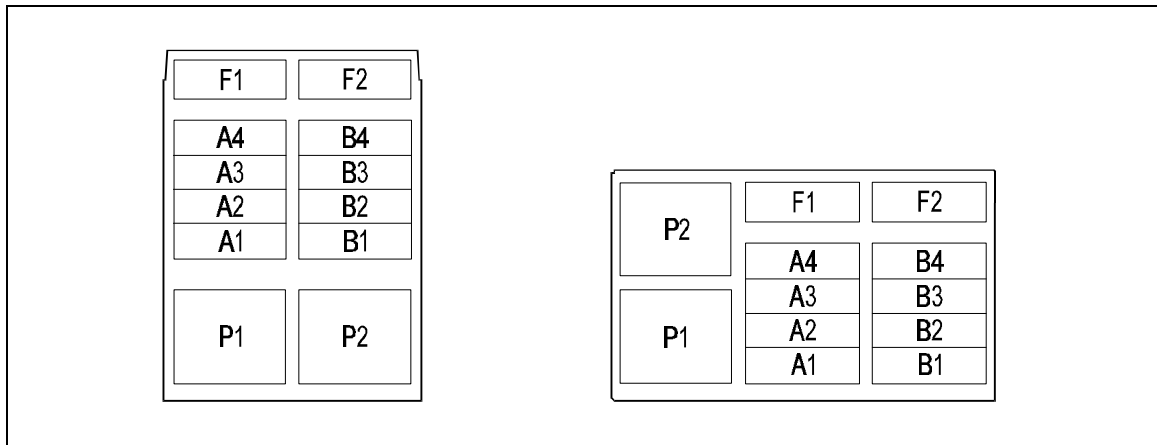 F1 F2
A4 B4
A3 B3
A2 B2
A1 B1
P1 P2
P2 F1 F2
A4 B4
P1 A3 B3
A2 B2
A1 B1